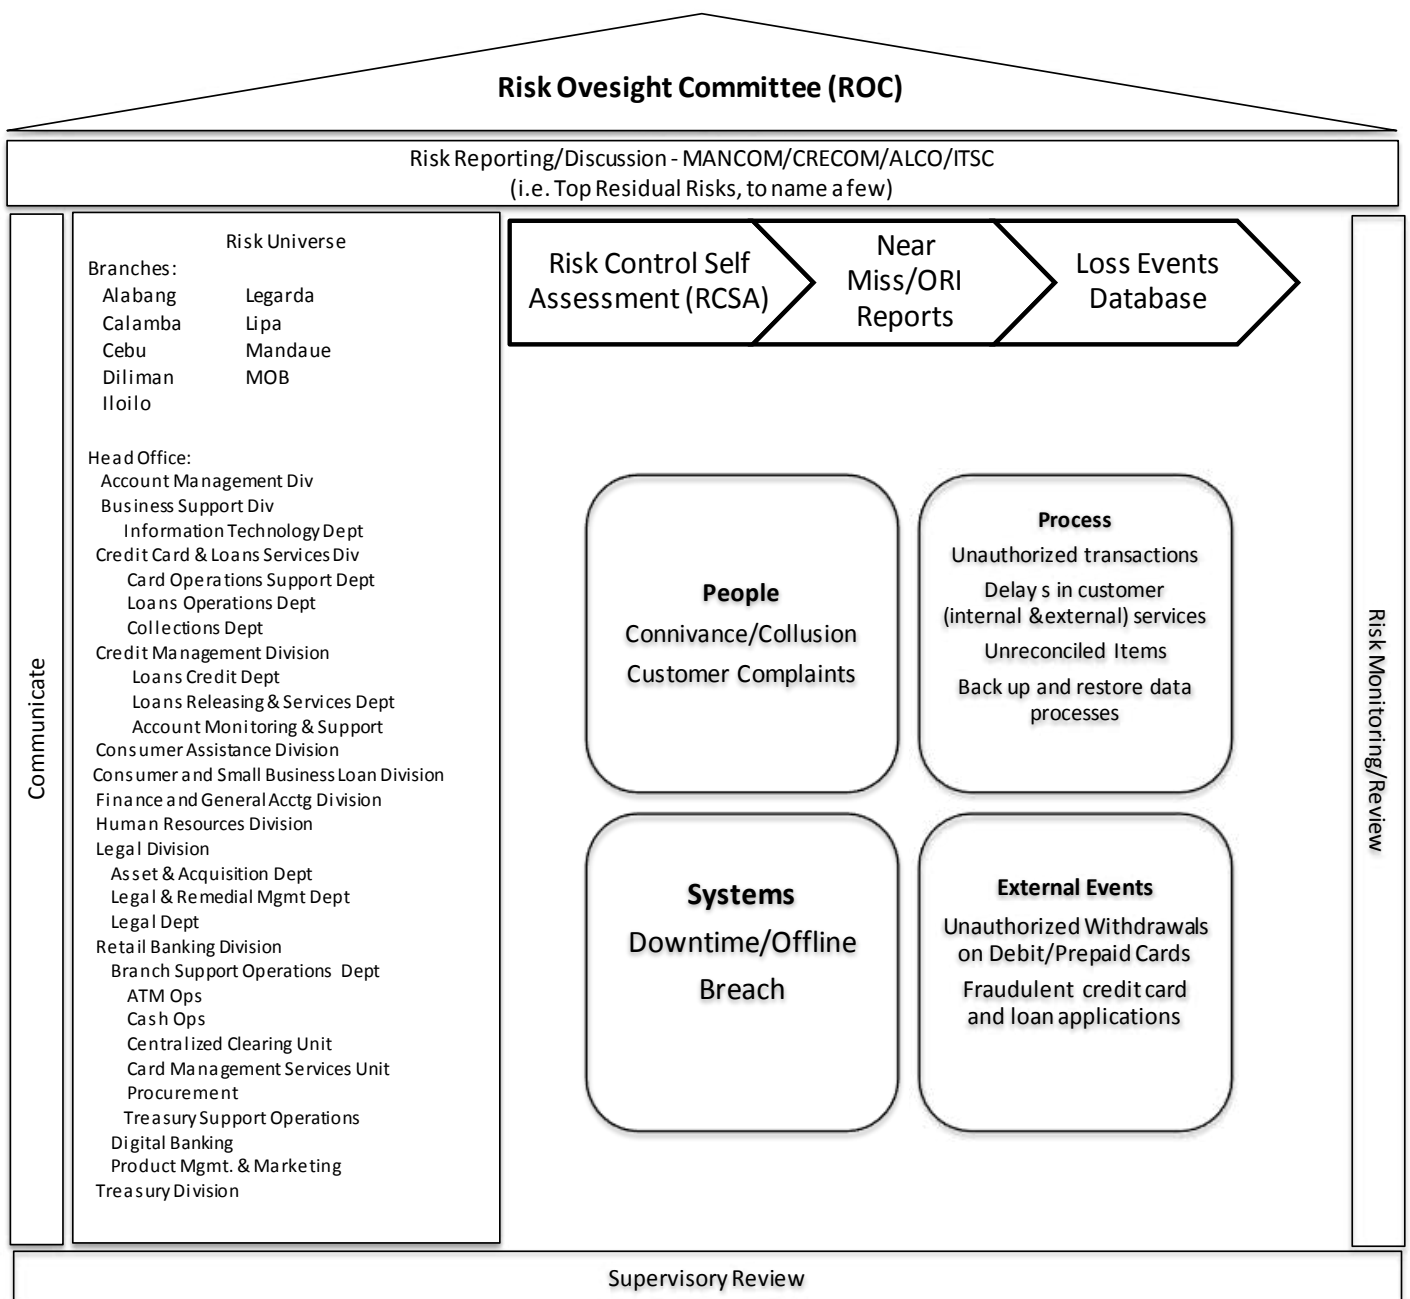 Risk Ovesight Committee (ROC)
Risk Reporting/Discussion - MANCOM/CRECOM/ALCO/ITSC
(i.e. Top Residual Risks, to name a few)
Communicate
Risk Universe
Branches:
Alabang Legarda
Calamba Lipa
Cebu Mandaue
Diliman MOB
Iloilo
Head Office:
Account Management Div
Business Support Div
Information Technology Dept
Credit Card & Loans Services Div
Card Operations Support Dept
Loans Operations Dept
Collections Dept
Credit Management Division
Loans Credit Dept
Loans Releasing & Services Dept
Account Monitoring & Support
Consumer Assistance Division
Consumer and Small Business Loan Division
Finance and General Acctg Division
Human Resources Division
Legal Division
Asset & Acquisition Dept
Legal & Remedial Mgmt Dept
Legal Dept
Retail Banking Division
Branch Support Operations Dept
ATM Ops
Cash Ops
Centralized Clearing Unit
Card Management Services Unit
Procurement
Treasury Support Operations
Digital Banking
Product Mgmt. & Marketing
Treasury Division
Risk Control Self
Assessment (RCSA)
Near
Miss/ORI
Reports
Loss Events
Database
People
Connivance/Collusion
Customer Complaints
Process
Unauthorized transactions
Delay s in customer
(internal &external) services
Unreconciled Items
Back up and restore data
processes
Systems
Downtime/Offline
Breach
External Events
Unauthorized Withdrawals
on Debit/Prepaid Cards
Fraudulent credit card
and loan applications
Risk Monitoring/Review
Supervisory Review